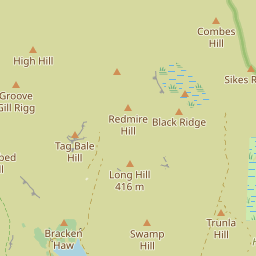 Combes
Hill
High Hill
Sikes R
Groove
Gill Rigg
Redmire
Hill
Black Ridge
Tag Bale
Hill
Long Hill
416 m
Bracken
Haw
Swamp
Hill
Trunla
Hill